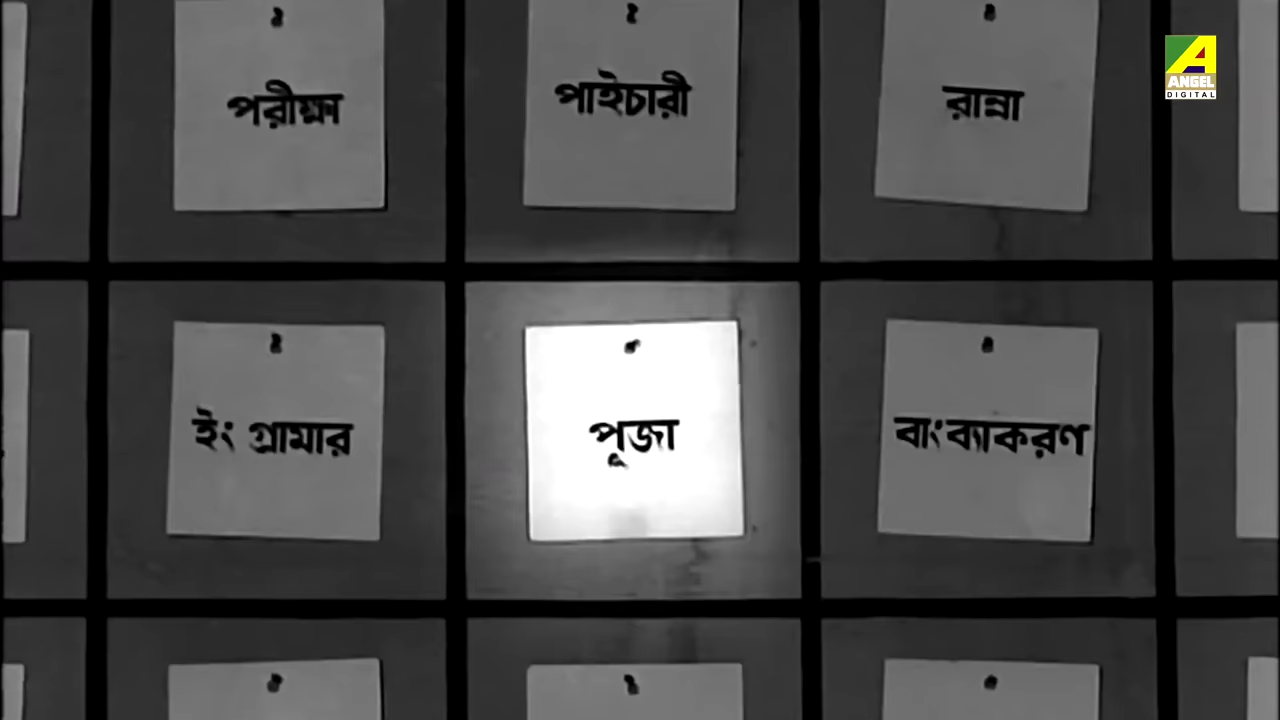 পরীক্ষা
পাইচারী
রান্না
ANGEL
DIGITAL
ইং গ্রামার
পূজা
বাং ব্যাকরণ